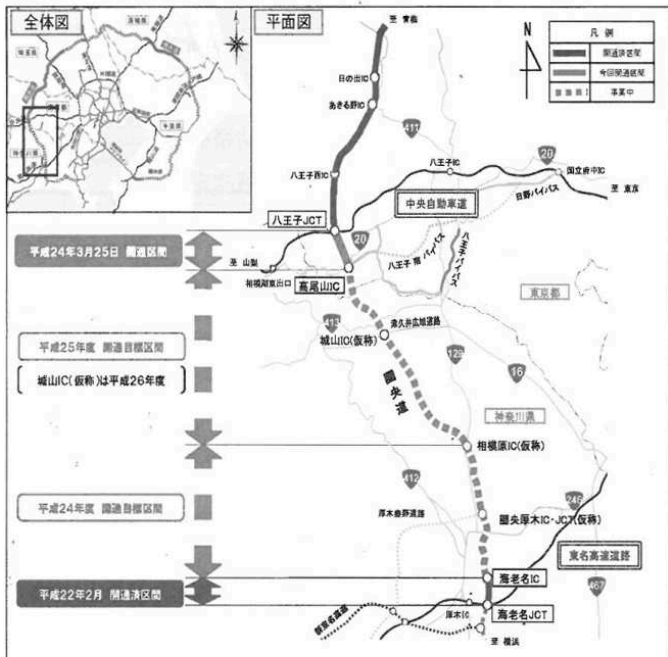 全体図
平面図
至 青梅
N
凡例
開通済区間
今回開通区間
事業中
日の出IC
あきる野IC
411
八王子西IC
八王子IC
20
国立府中IC
日野バイパス
至 東京
中央自動車道
八王子JCT
平成24年3月25日 開通区間
20
至 山梨
八王子南バイパス
八王子バイパス
相模湖東出口
高尾山IC
東京都
413
津久井広域道路
城山IC(仮称)
平成25年度 開通目標区間
城山IC(仮称)は平成26年度
129
16
圏央道
神奈川県
相模原IC(仮称)
412
246
平成24年度 開通目標区間
厚木秦野道路
圏央厚木IC・JCT(仮称)
東名高速道路
海老名IC
467
平成22年2月 開通済区間
海老名JCT
厚木IC
新東名高速
至 横浜
神奈川県